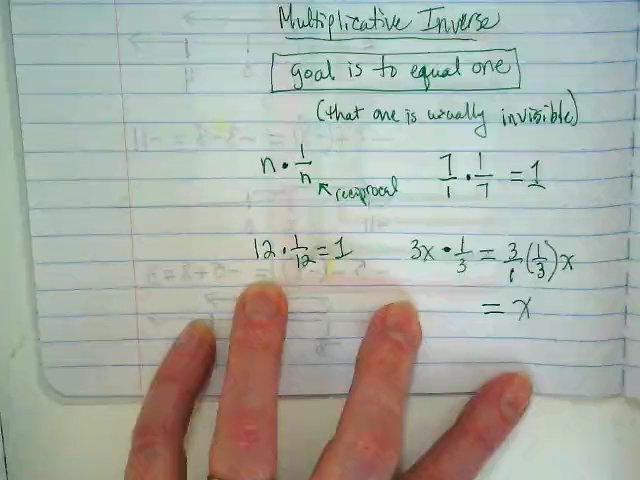 Multiplicative Inverse
goal is to equal one
(that one is usually invisible)
n · 1/n
reciprocal
7/1 · 1/7 = 1
12 · 1/12 = 1
3x · 1/3 = 3/1 (1/3) x
= x